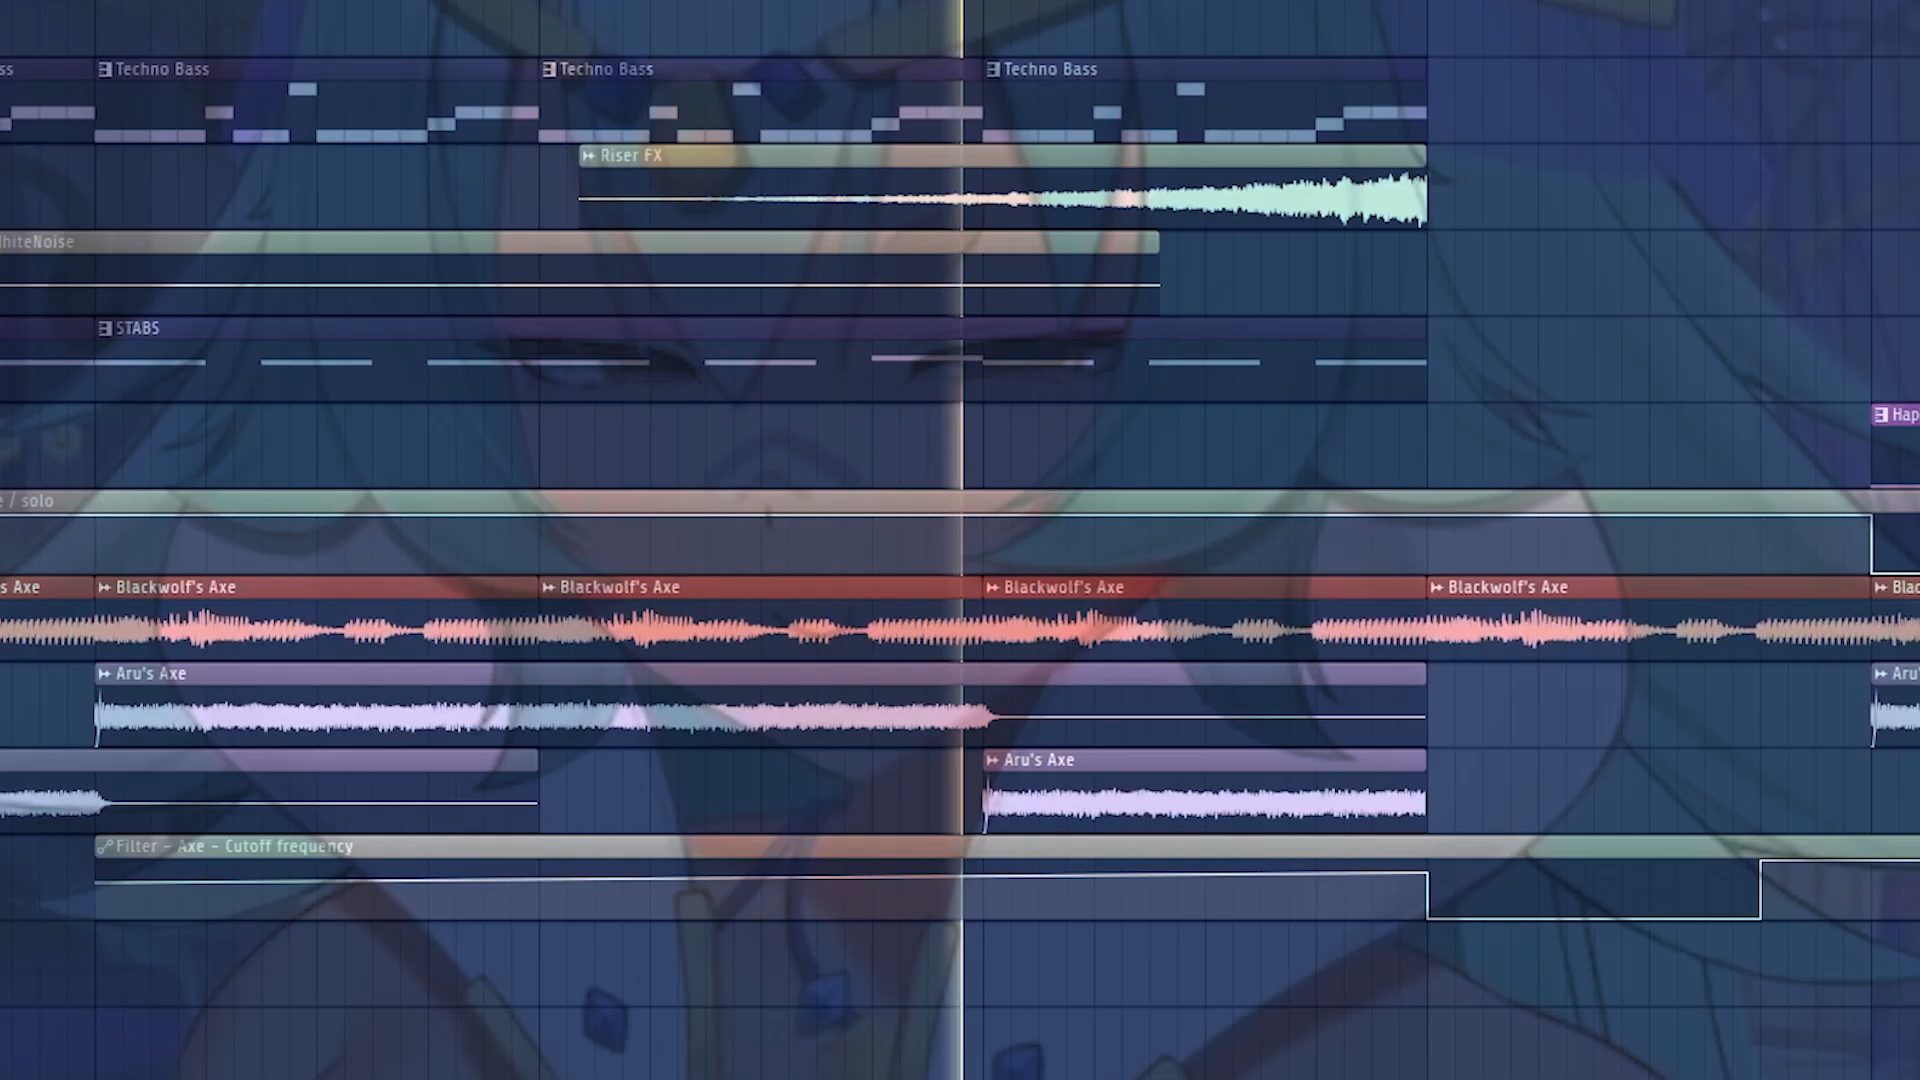 ss
Techno Bass
Techno Bass
Techno Bass
Riser FX
hiteNoise
STABS
Hap
e / solo
s Axe
Blackwolf's Axe
Blackwolf's Axe
Blackwolf's Axe
Blackwolf's Axe
Blac
Aru's Axe
Aru'
Aru's Axe
Filter - Axe - Cutoff frequency